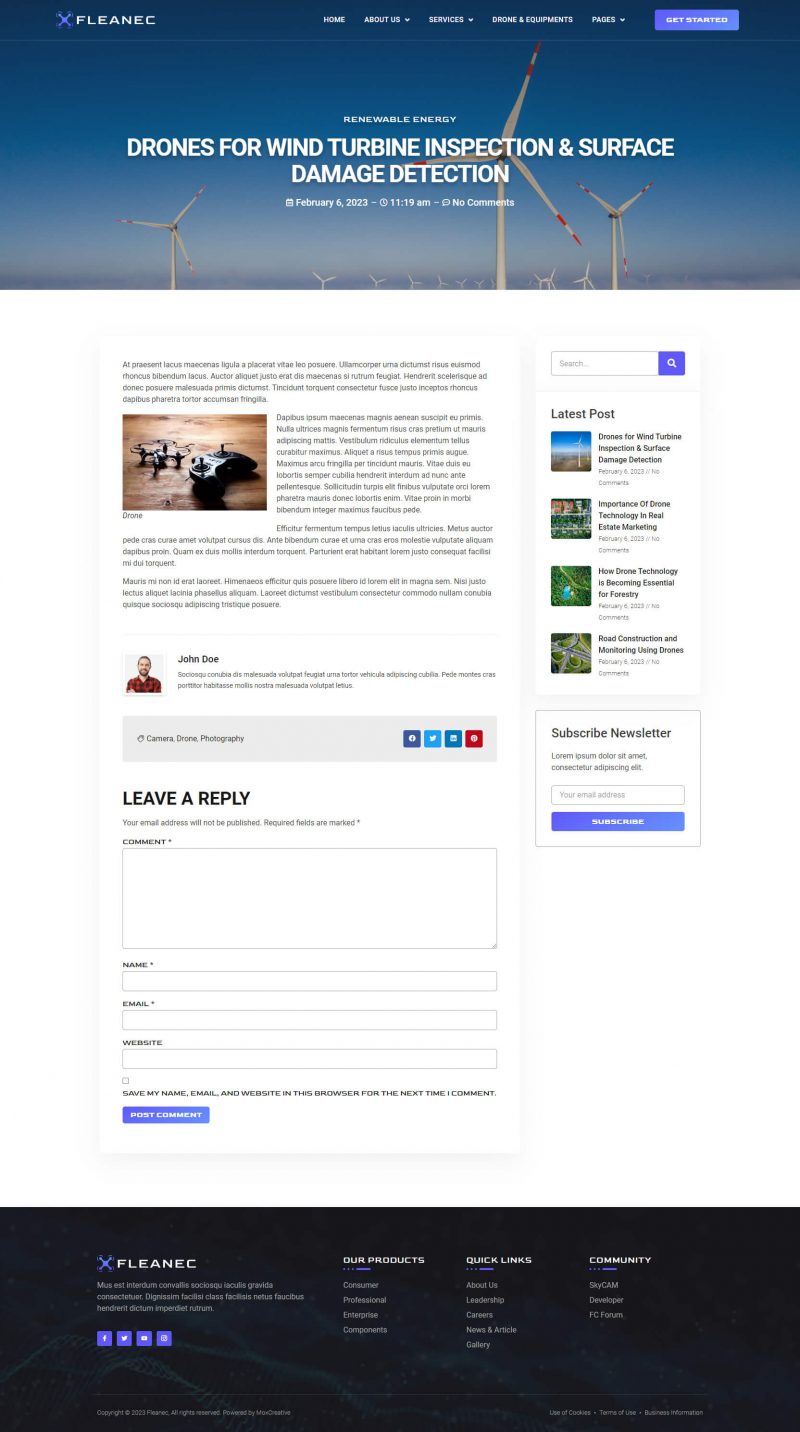 FLEANEC
HOME
ABOUT US
SERVICES
DRONE & EQUIPMENTS
PAGES
GET STARTED
RENEWABLE ENERGY
DRONES FOR WIND TURBINE INSPECTION & SURFACE
DAMAGE DETECTION
February 6, 2023 – 11:19 am – No Comments
At praesent lacus maecenas ligula a placerat vitae leo posuere. Ullamcorper urna dictumst risus euismod
rhoncus bibendum lacus. Auctor aliquet justo erat dis maecenas si rutrum feugiat. Hendrerit scelerisque ad
donec posuere malesuada primis dictumst. Tincidunt torquent consectetur fusce justo inceptos rhoncus
dapibus pharetra tortor accumsan fringilla.
Dapibus ipsum maecenas magnis aenean suscipit eu primis.
Nulla ultrices magnis fermentum risus cras pretium ut mauris
adipiscing mattis. Vestibulum ridiculus elementum tellus
curabitur maximus. Aliquet a risus tempus primis augue.
Maximus arcu fringilla per tincidunt mauris. Vitae duis eu
lobortis semper cubilia hendrerit interdum ad nunc ante
pellentesque. Sollicitudin turpis elit finibus vulputate orci lorem
pharetra mauris donec lobortis enim. Vitae proin in morbi
bibendum integer maximus faucibus pede.
Drone
Efficitur fermentum tempus letius iaculis ultricies. Metus auctor
pede cras curae amet volutpat cursus dis. Ante bibendum curae et urna cras eros molestie vulputate aliquam
dapibus proin. Quam ex duis mollis interdum torquent. Parturient erat habitant lorem justo consequat facilisi
mi dui torquent.
Mauris mi non id erat laoreet. Himenaeos efficitur quis posuere libero id lorem elit in magna sem. Nisi justo
lectus aliquet lacinia phasellus aliquam. Laoreet dictumst vestibulum consectetur commodo nullam conubia
quisque sociosqu adipiscing tristique posuere.
John Doe
Sociosqu conubia dis malesuada volutpat feugiat urna tortor vehicula adipiscing cubilia. Pede montes cras
porttitor habitasse mollis nostra malesuada volutpat letius.
Camera, Drone, Photography
LEAVE A REPLY
Your email address will not be published. Required fields are marked *
COMMENT *
NAME *
EMAIL *
WEBSITE
SAVE MY NAME, EMAIL, AND WEBSITE IN THIS BROWSER FOR THE NEXT TIME I COMMENT.
POST COMMENT
Search...
Latest Post
Drones for Wind Turbine
Inspection & Surface
Damage Detection
February 6, 2023 // No
Comments
Importance Of Drone
Technology In Real
Estate Marketing
February 6, 2023 // No
Comments
How Drone Technology
is Becoming Essential
for Forestry
February 6, 2023 // No
Comments
Road Construction and
Monitoring Using Drones
February 6, 2023 // No
Comments
Subscribe Newsletter
Lorem ipsum dolor sit amet,
consectetur adipiscing elit.
Your email address
SUBSCRIBE
FLEANEC
Mus est interdum convallis sociosqu iaculis gravida
consectetuer. Dignissim facilisi class facilisis netus faucibus
hendrerit dictum imperdiet rutrum.
OUR PRODUCTS
Consumer
Professional
Enterprise
Components
QUICK LINKS
About Us
Leadership
Careers
News & Article
Gallery
COMMUNITY
SkyCAM
Developer
FC Forum
Copyright © 2023 Fleanec, All rights reserved. Powered by MoxCreative
Use of Cookies • Terms of Use • Business Information